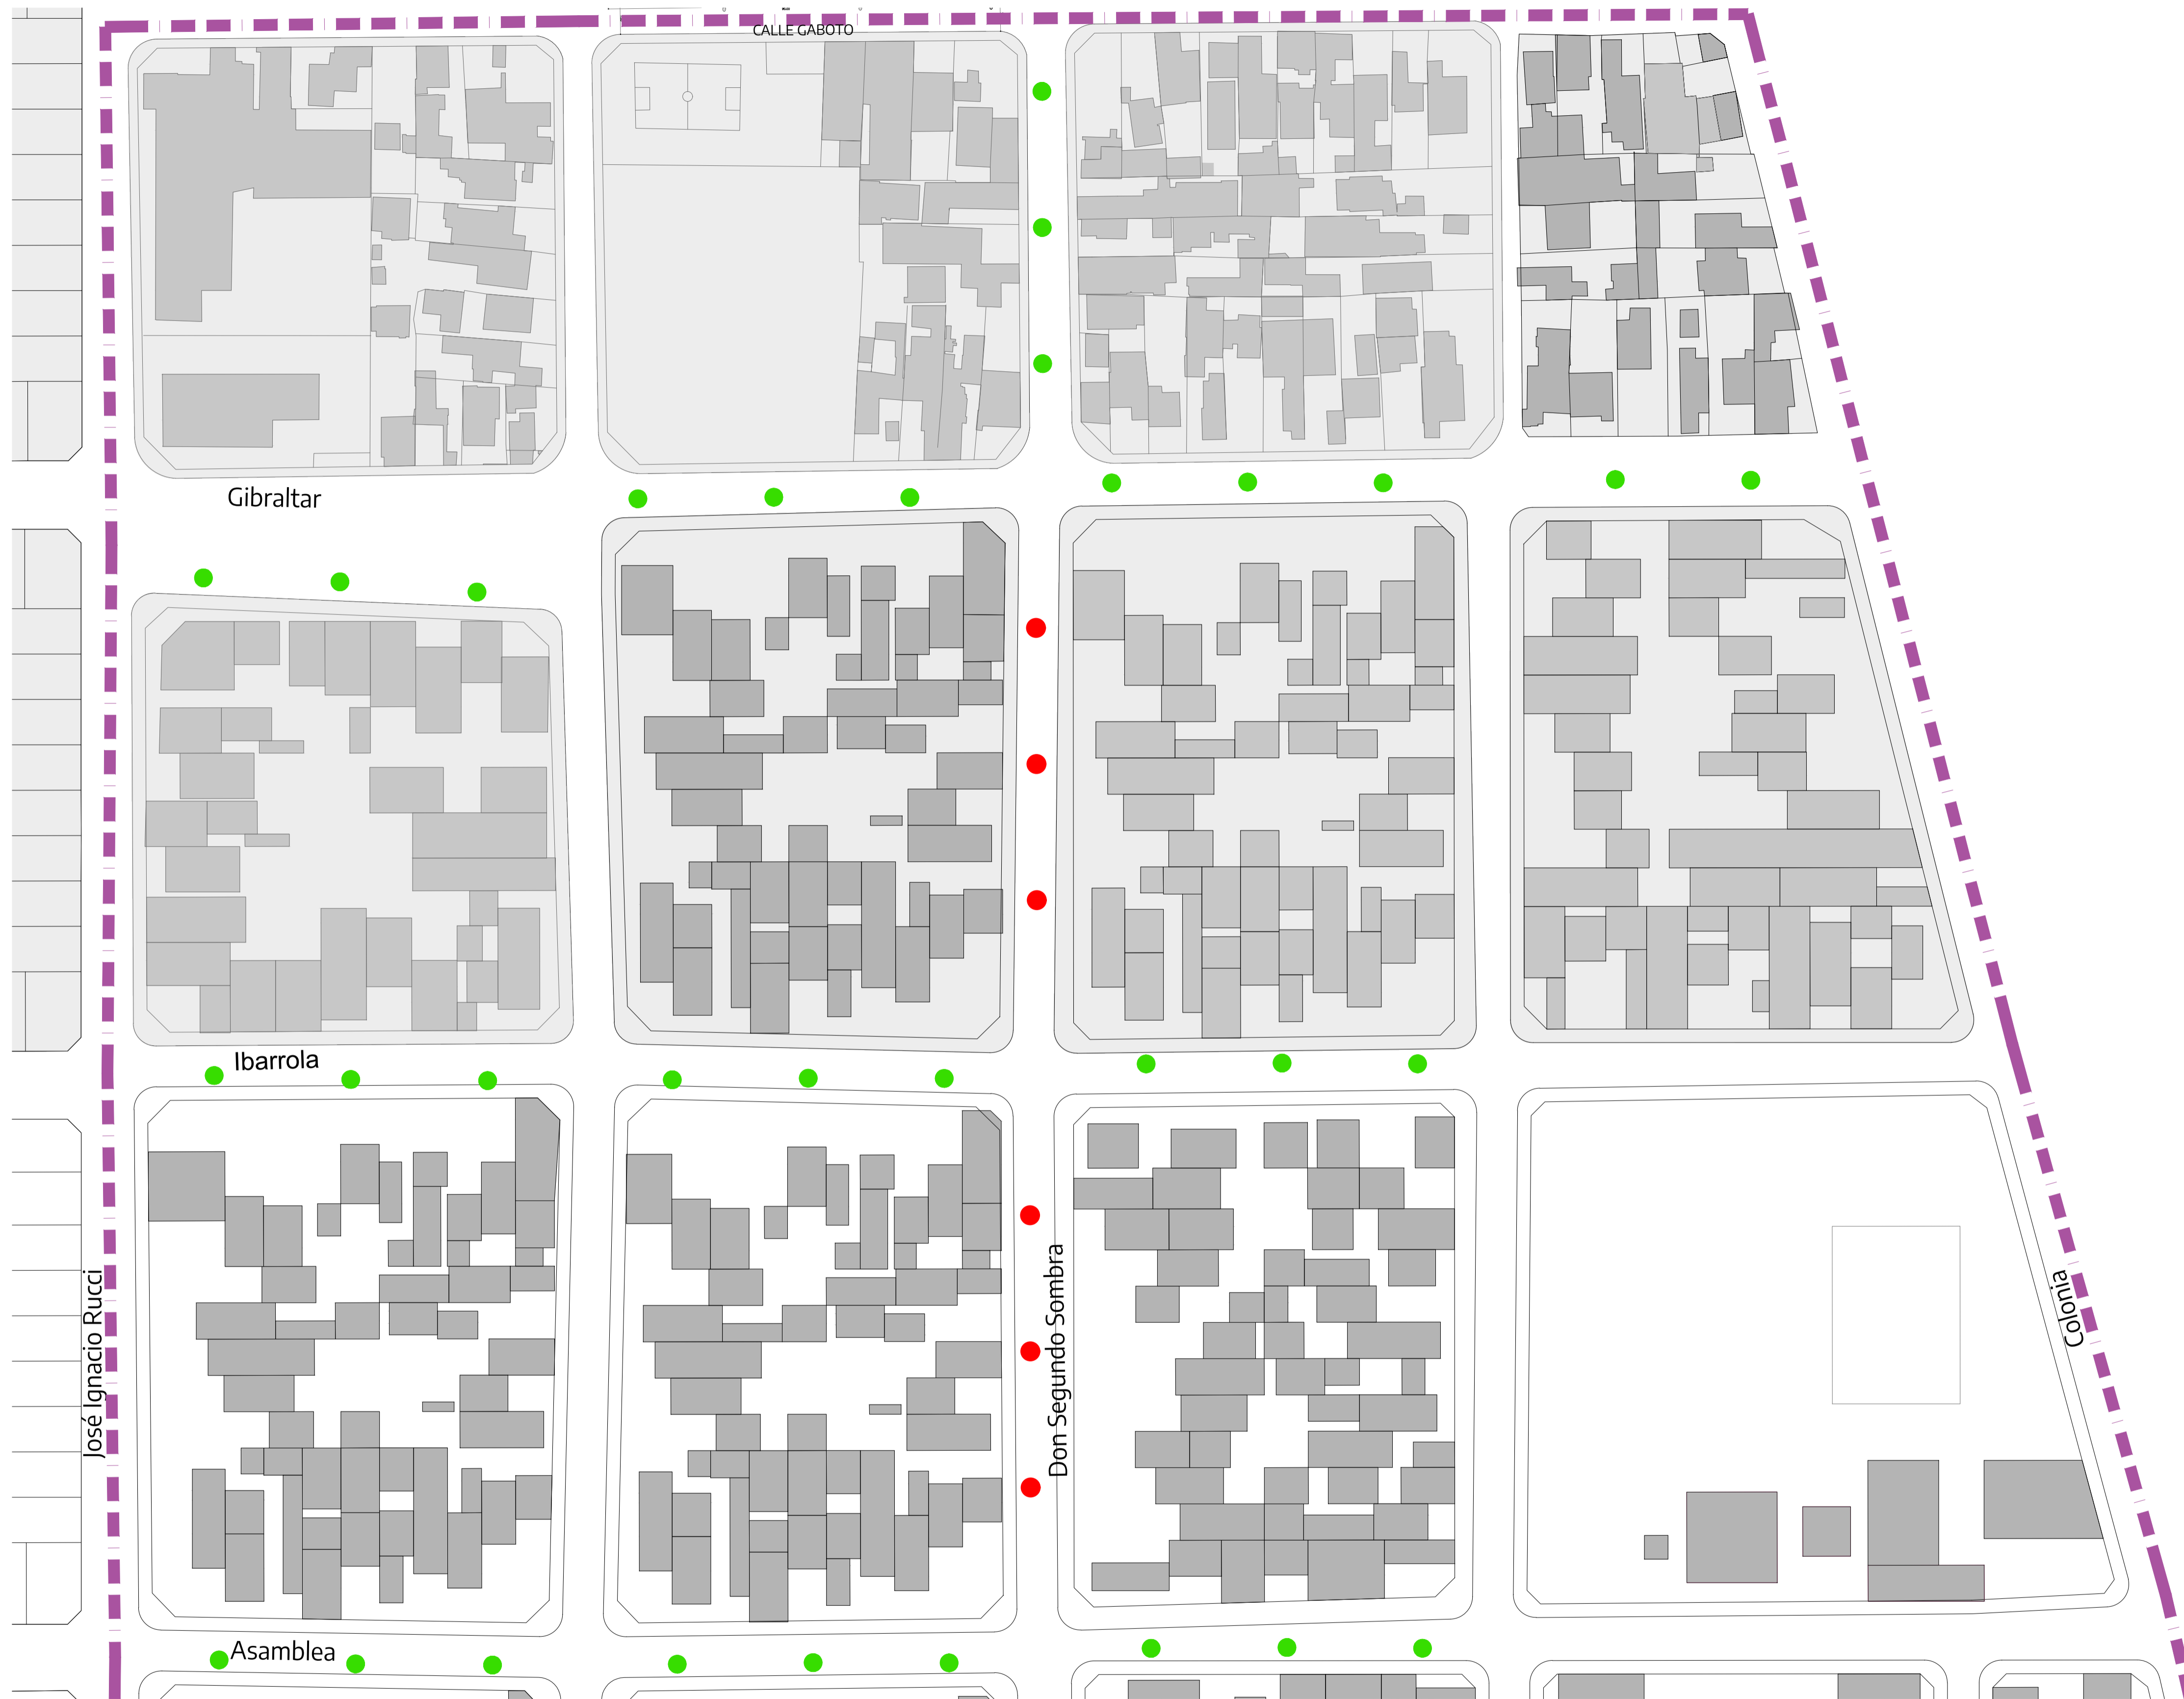 CALLE GABOTO
Gibraltar
Ibarrola
José Ignacio Rucci
Don Segundo Sombra
Colonia
Asamblea